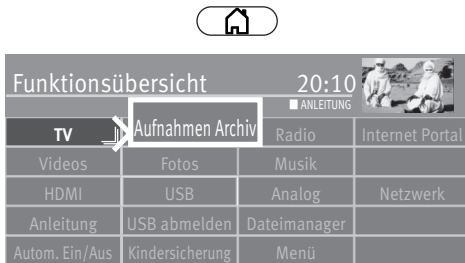 Funktionsübersicht 20:10
ANLEITUNG
TV Aufnahmen Archiv Radio Internet Portal
Videos Fotos Musik
HDMI USB Analog Netzwerk
Anleitung USB abmelden Dateimanager
Autom. Ein/Aus Kindersicherung Menü